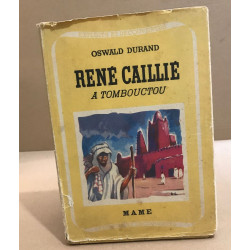 OSWALD DURAND
RENÉ CAILLIÉ
A TOMBOUCTOU
MAME